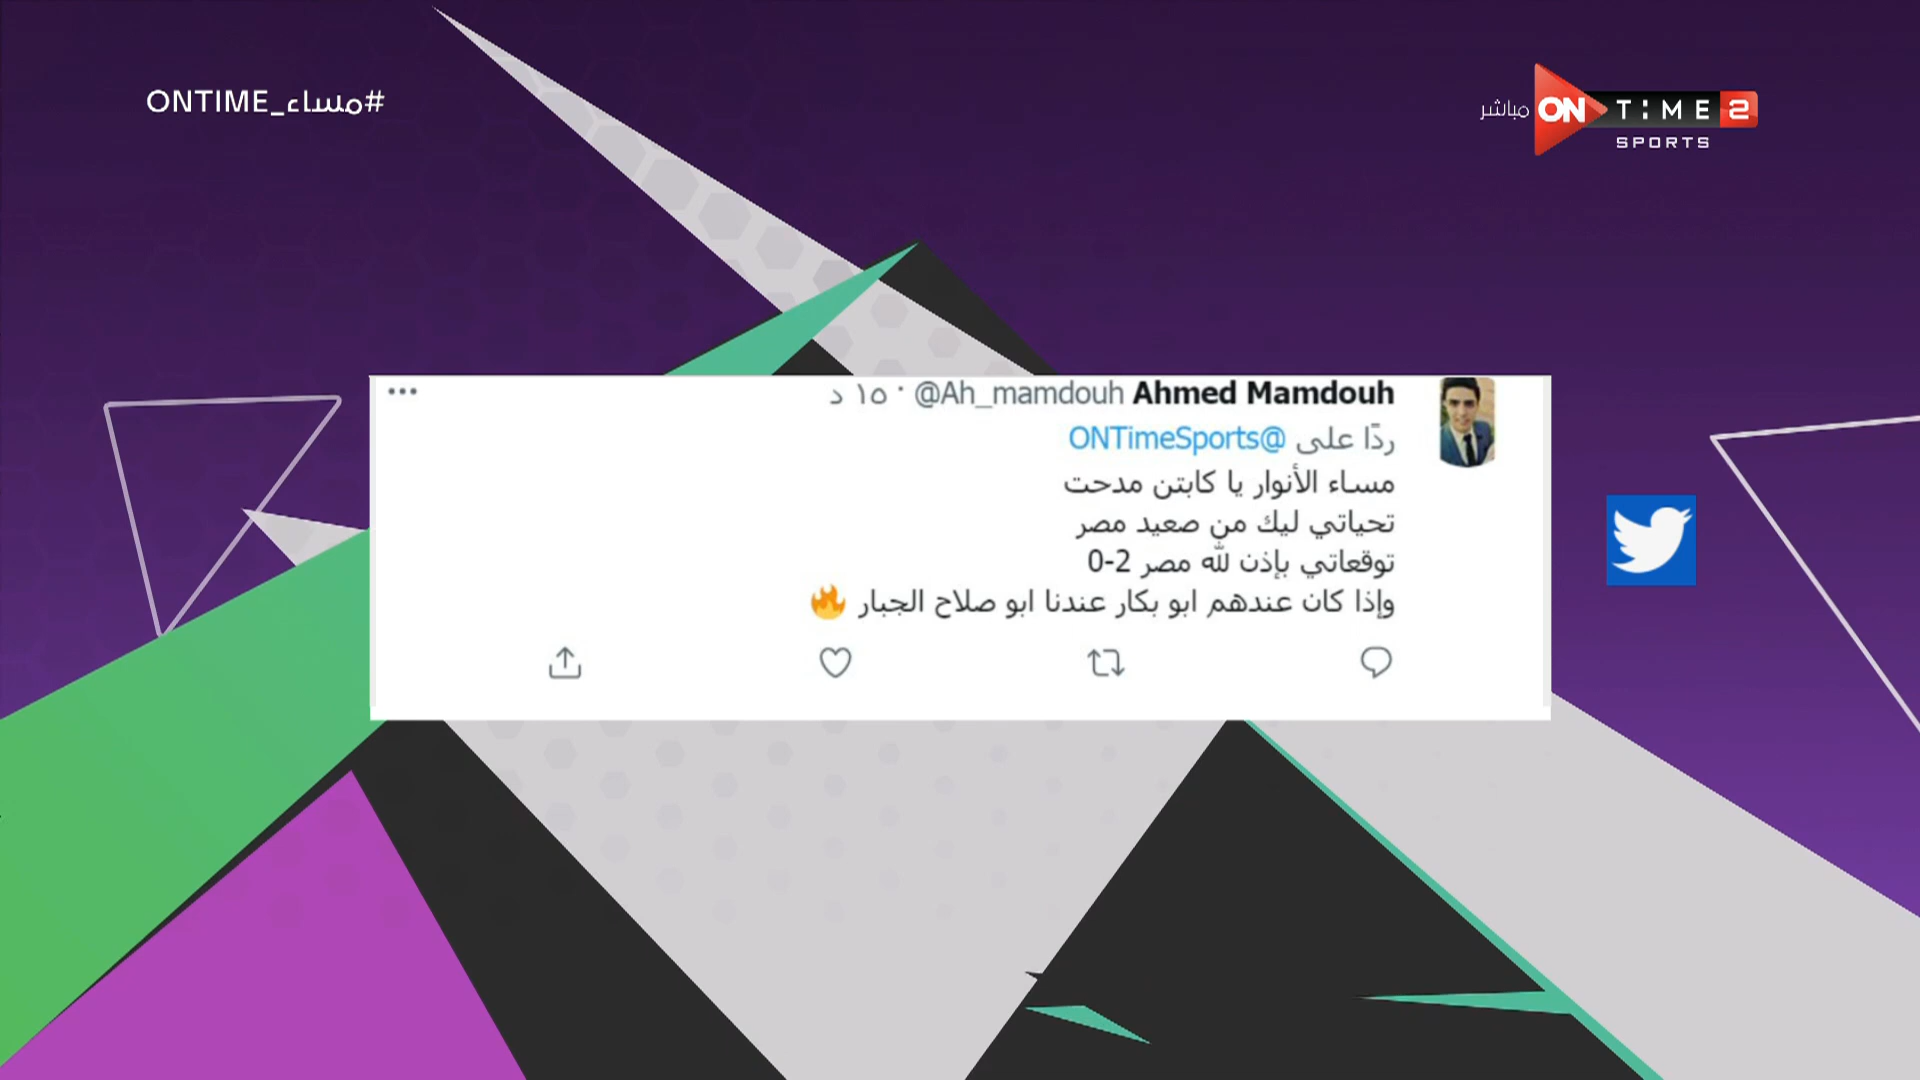 #مساء_ONTIME
مباشر ON TIME 2
SPORTS
Ahmed Mamdouh @Ah_mamdouh · ١٥ د
ردًا على @ONTimeSports
مساء الأنوار يا كابتن مدحت
تحياتي ليك من صعيد مصر
توقعاتي بإذن لله مصر 2-0
وإذا كان عندهم ابو بكار عندنا ابو صلاح الجبار 🔥